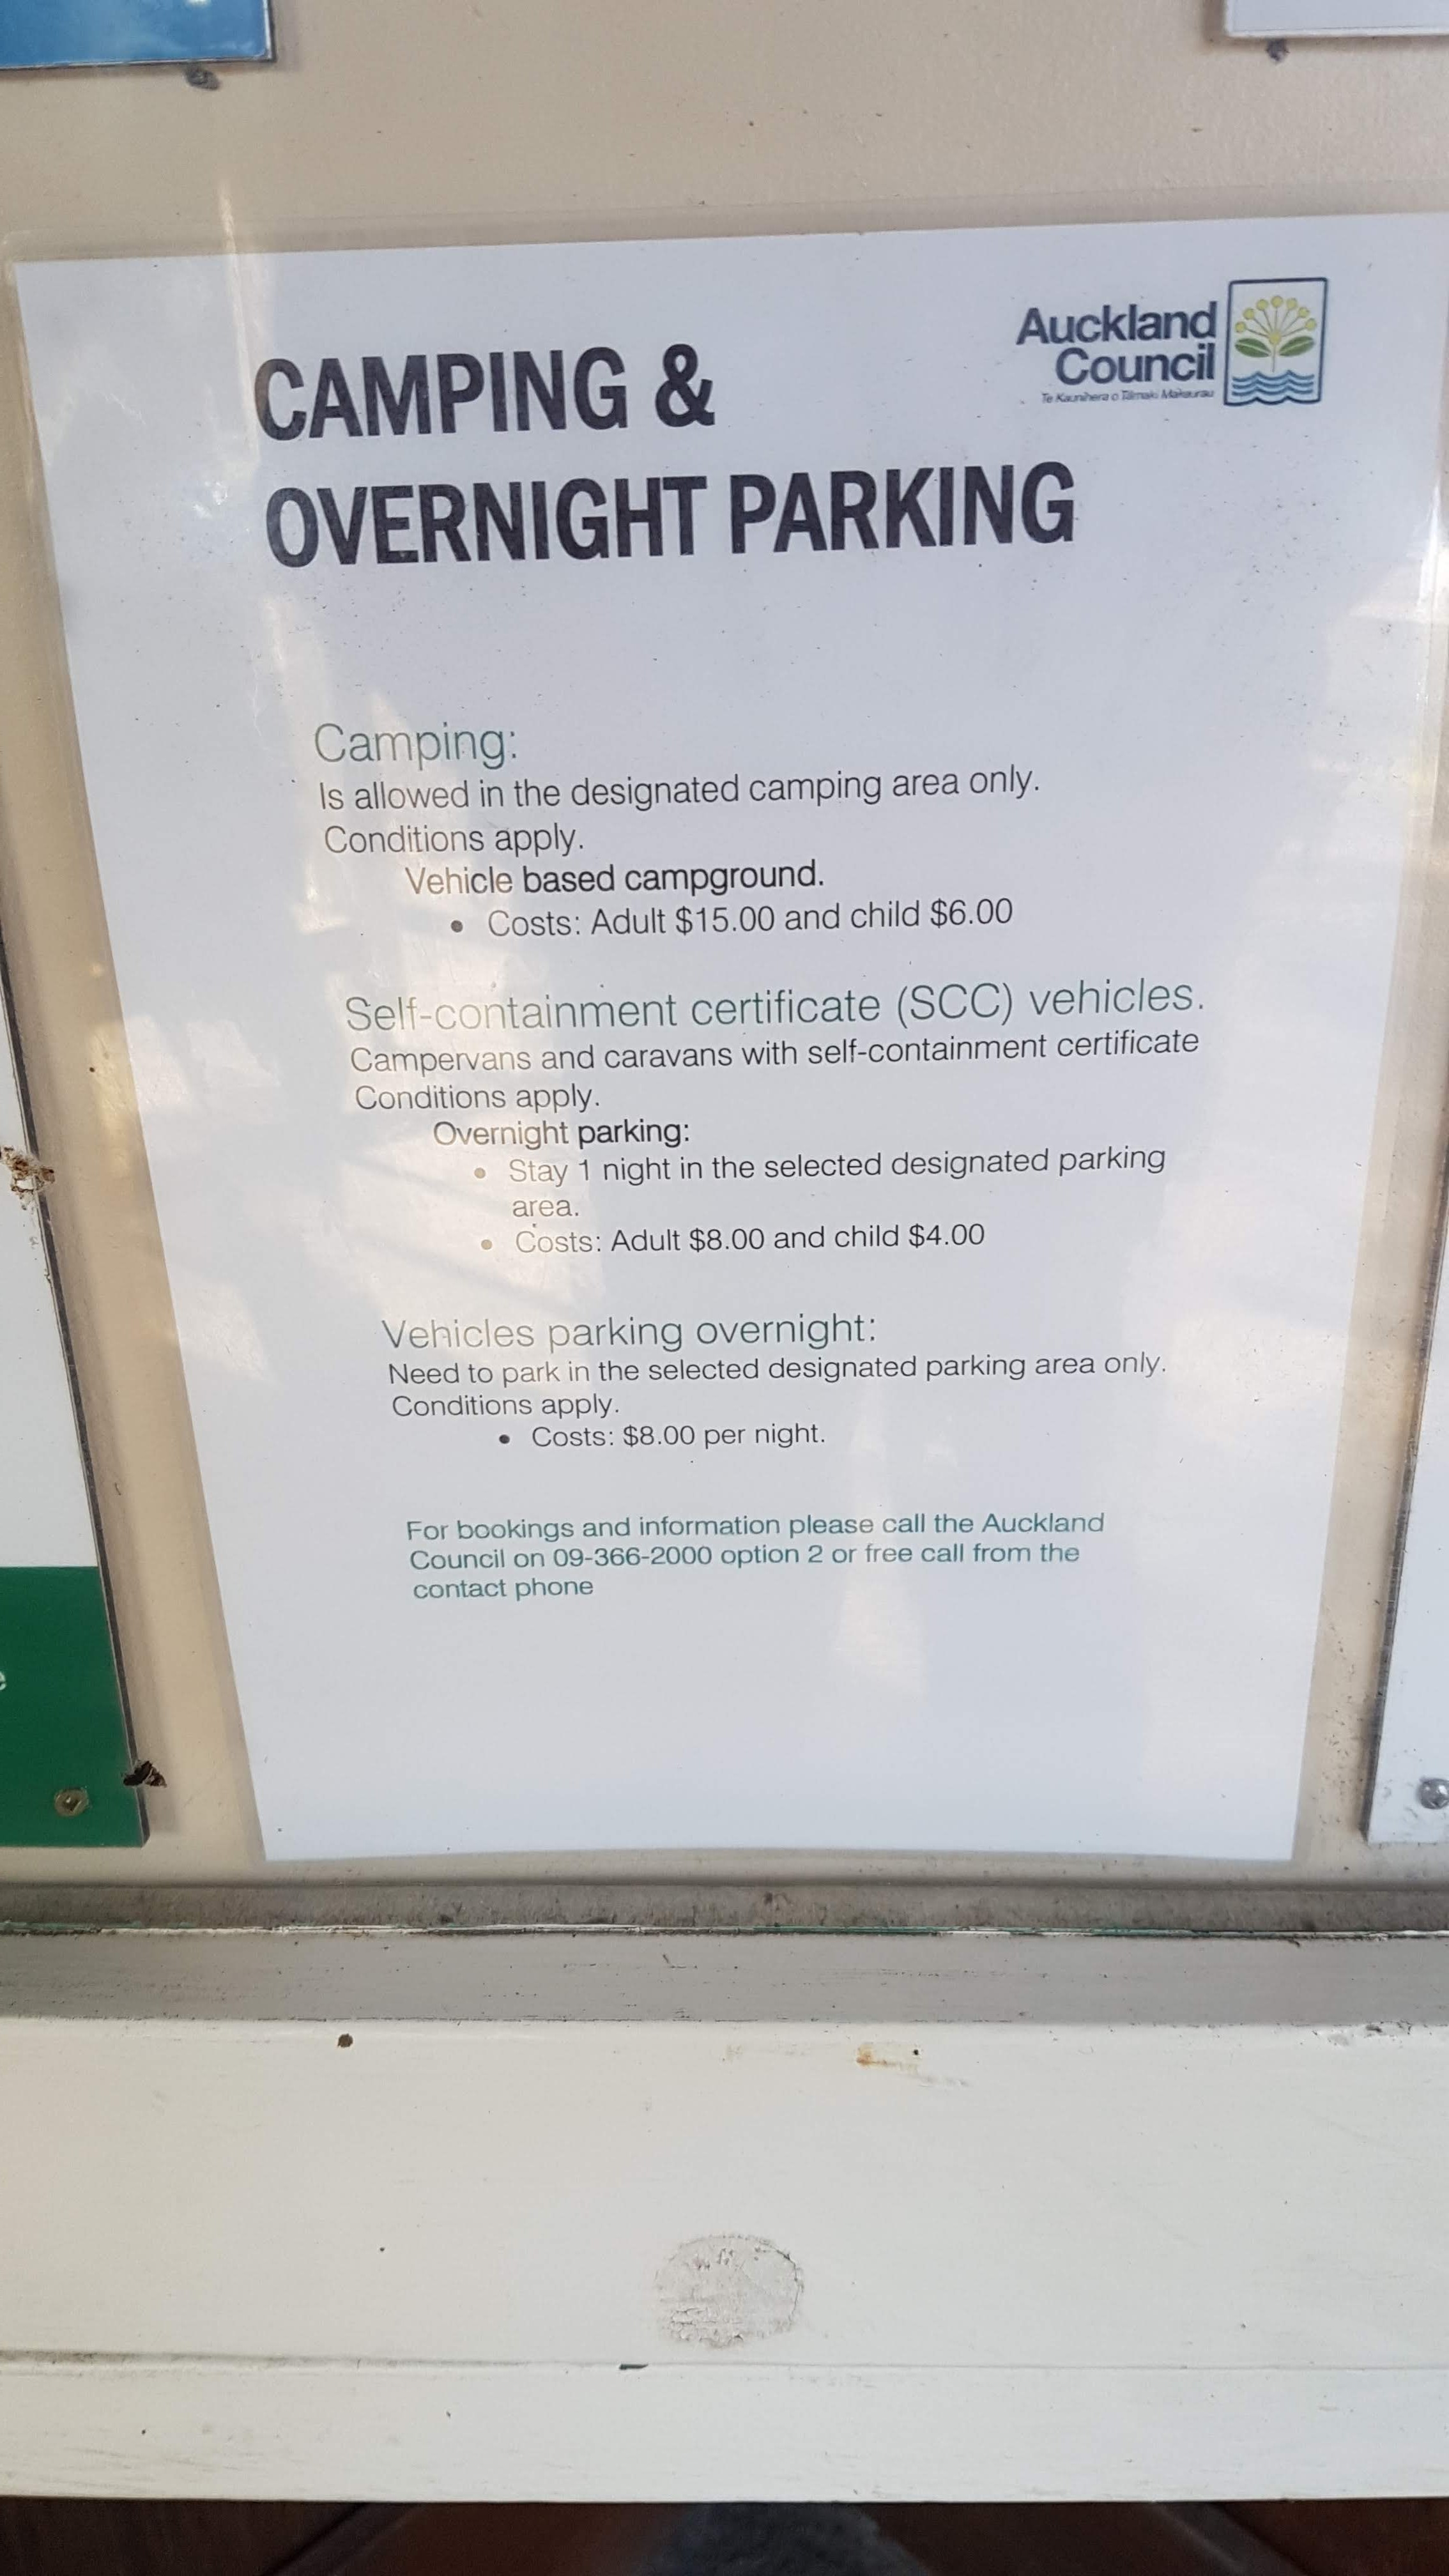 Auckland
Council
Te Kaunihera o Tāmaki Makaurau
CAMPING &
OVERNIGHT PARKING
Camping:
Is allowed in the designated camping area only.
Conditions apply.
Vehicle based campground.
• Costs: Adult $15.00 and child $6.00
Self-containment certificate (SCC) vehicles.
Campervans and caravans with self-containment certificate
Conditions apply.
Overnight parking:
• Stay 1 night in the selected designated parking
area.
• Costs: Adult $8.00 and child $4.00
Vehicles parking overnight:
Need to park in the selected designated parking area only.
Conditions apply.
• Costs: $8.00 per night.
For bookings and information please call the Auckland
Council on 09-366-2000 option 2 or free call from the
contact phone